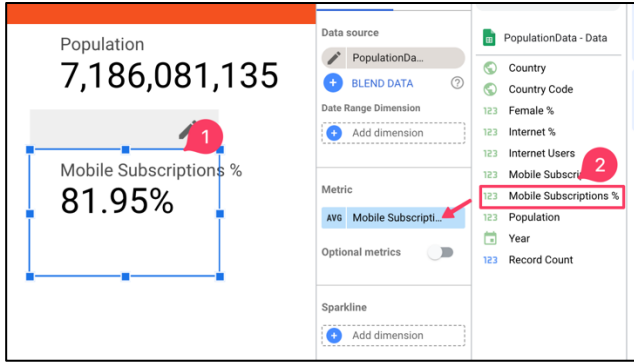 Population
7,186,081,135
1
Mobile Subscriptions %
81.95%
Data source
PopulationDa...
BLEND DATA
Date Range Dimension
Add dimension
Metric
AVG Mobile Subscripti...
Optional metrics
Sparkline
Add dimension
PopulationData - Data
Country
Country Code
123 Female %
123 Internet %
123 Internet Users
2
123 Mobile Subscri
123 Mobile Subscriptions %
123 Population
Year
123 Record Count